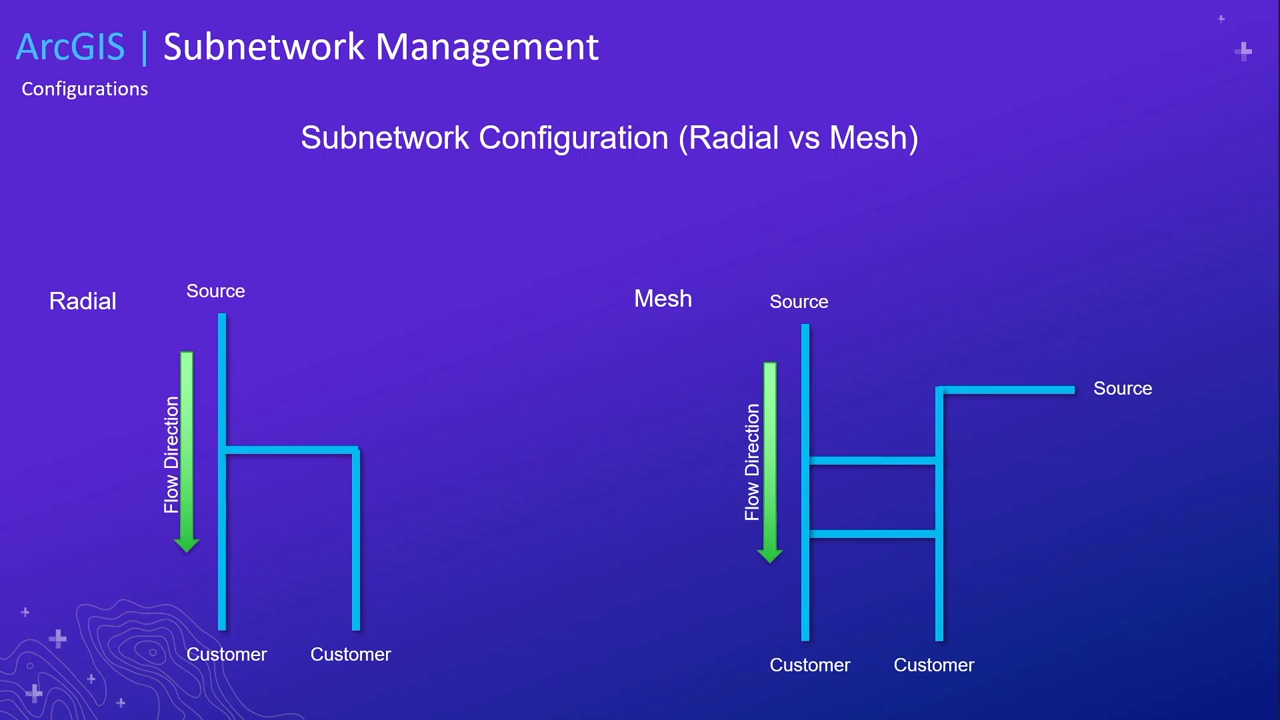 ArcGIS | Subnetwork Management
Configurations
Subnetwork Configuration (Radial vs Mesh)
Radial
Source
Flow Direction
Customer
Customer
Mesh
Source
Source
Flow Direction
Customer
Customer